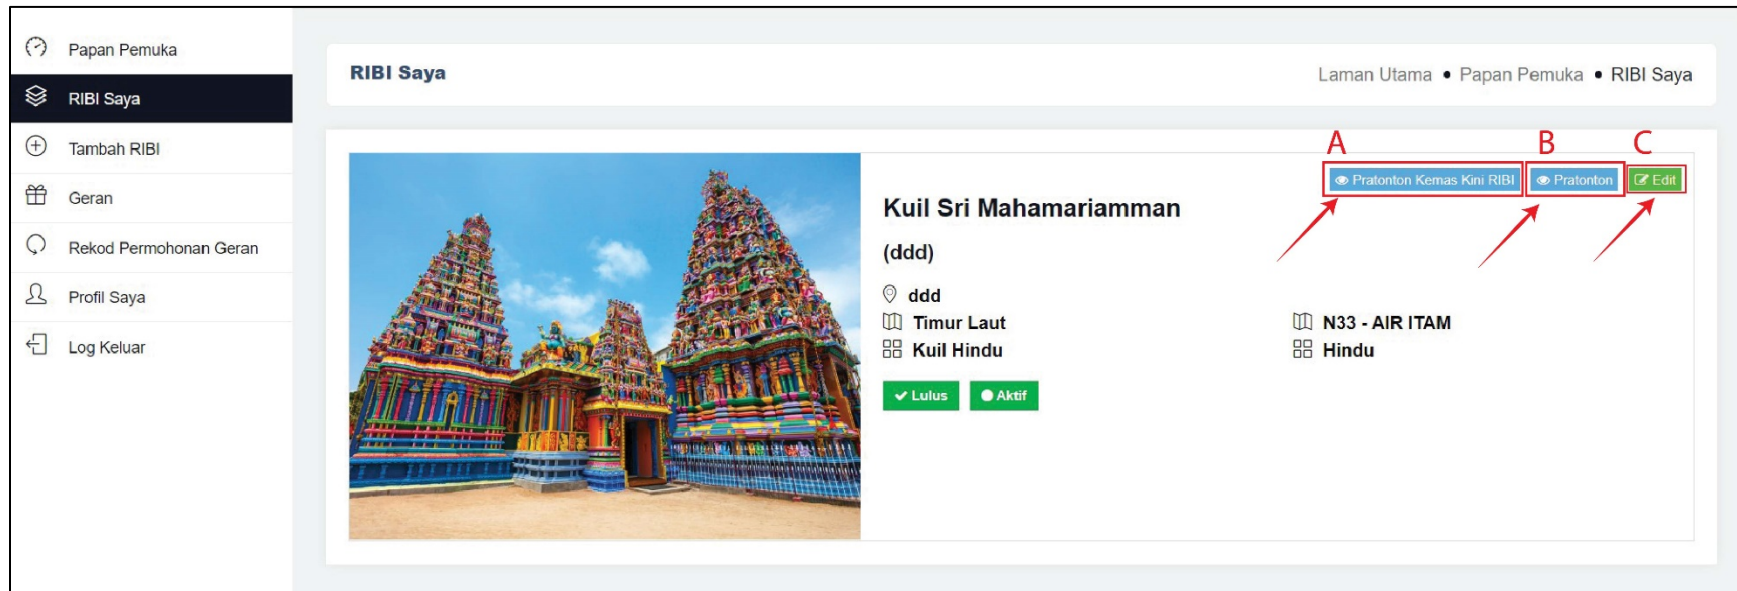 Papan Pemuka
RIBI Saya
Tambah RIBI
Geran
Rekod Permohonan Geran
Profil Saya
Log Keluar
RIBI Saya
Laman Utama • Papan Pemuka • RIBI Saya
A B C
Pratonton Kemas Kini RIBI Pratonton Edit
Kuil Sri Mahamariamman
(ddd)
ddd
Timur Laut N33 - AIR ITAM
Kuil Hindu Hindu
Lulus Aktif